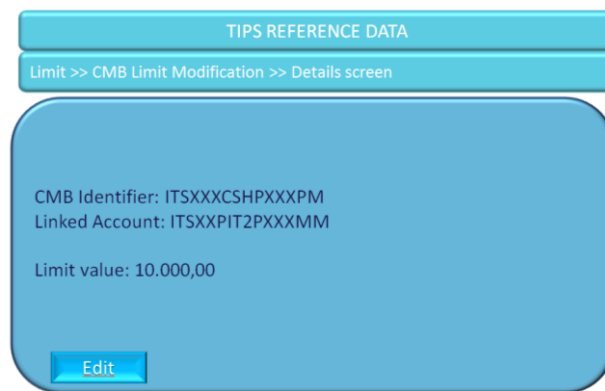 TIPS REFERENCE DATA
Limit >> CMB Limit Modification >> Details screen
CMB Identifier: ITSXXXCSHPXXXPM
Linked Account: ITSXXPIT2PXXXMM
Limit value: 10.000,00
Edit